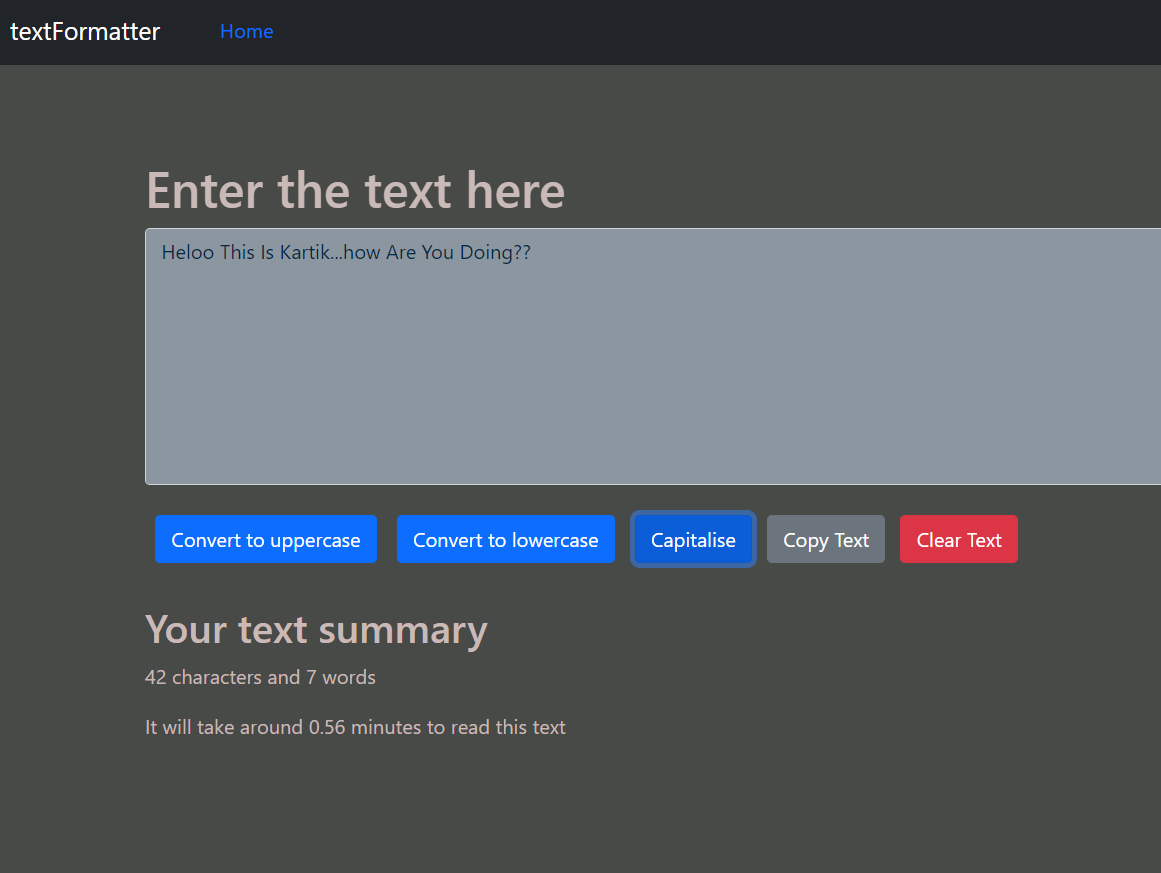 textFormatter Home
Enter the text here
Heloo This Is Kartik...how Are You Doing??
Convert to uppercase Convert to lowercase Capitalise Copy Text Clear Text
Your text summary
42 characters and 7 words
It will take around 0.56 minutes to read this text